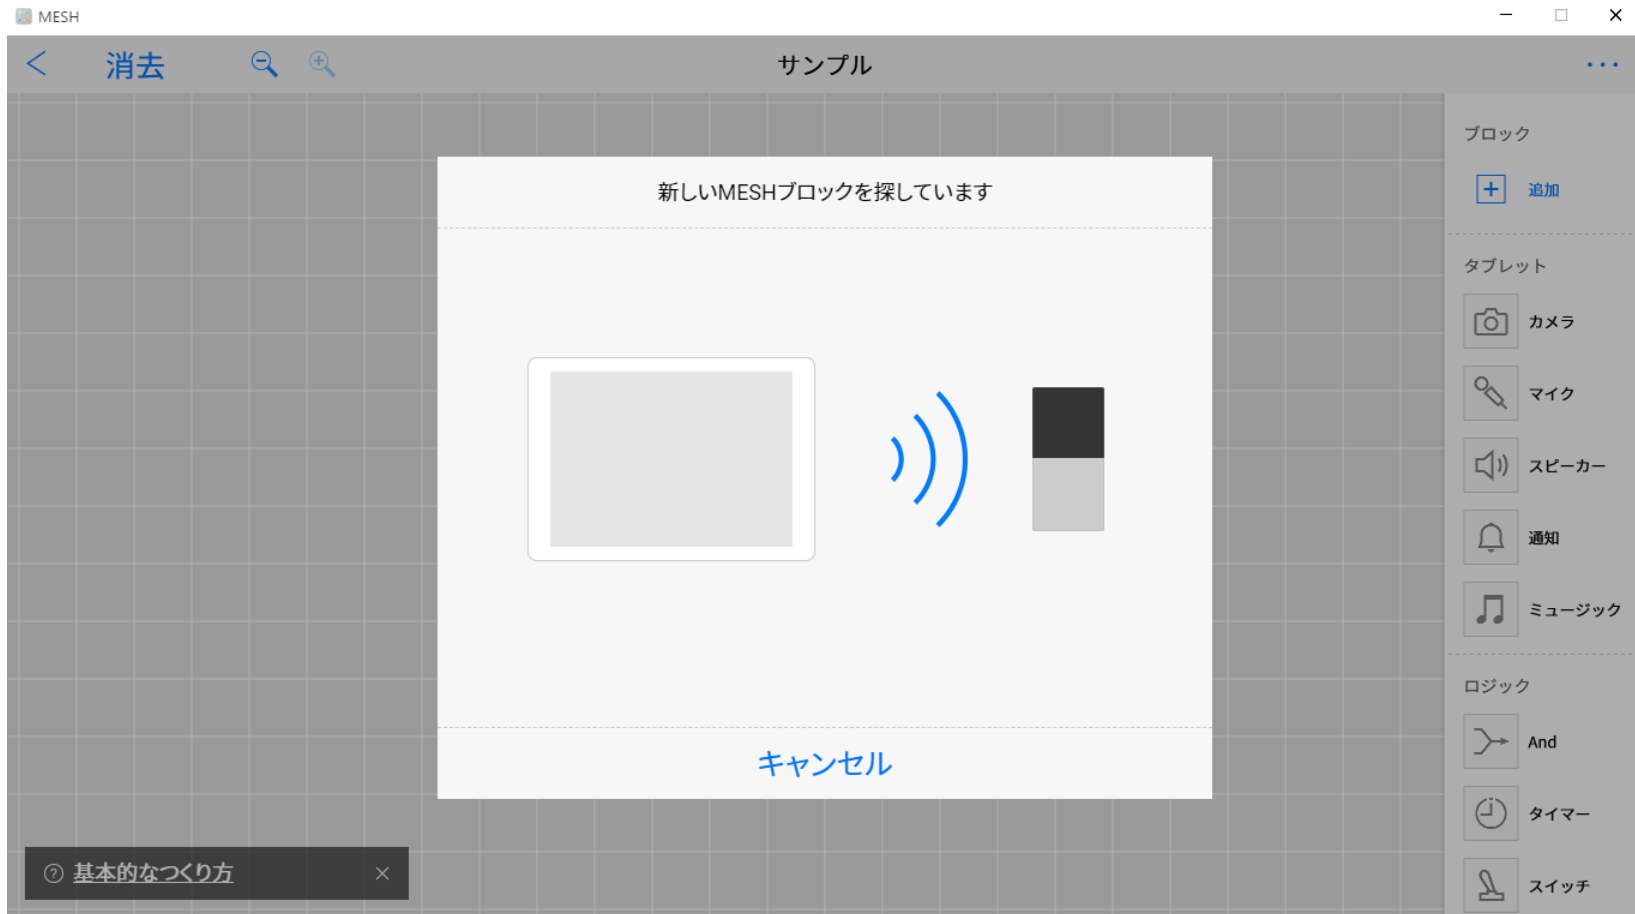 MESH
消去
サンプル
新しいMESHブロックを探しています
キャンセル
基本的なつくり方
ブロック
追加
タブレット
カメラ
マイク
スピーカー
通知
ミュージック
ロジック
And
タイマー
スイッチ